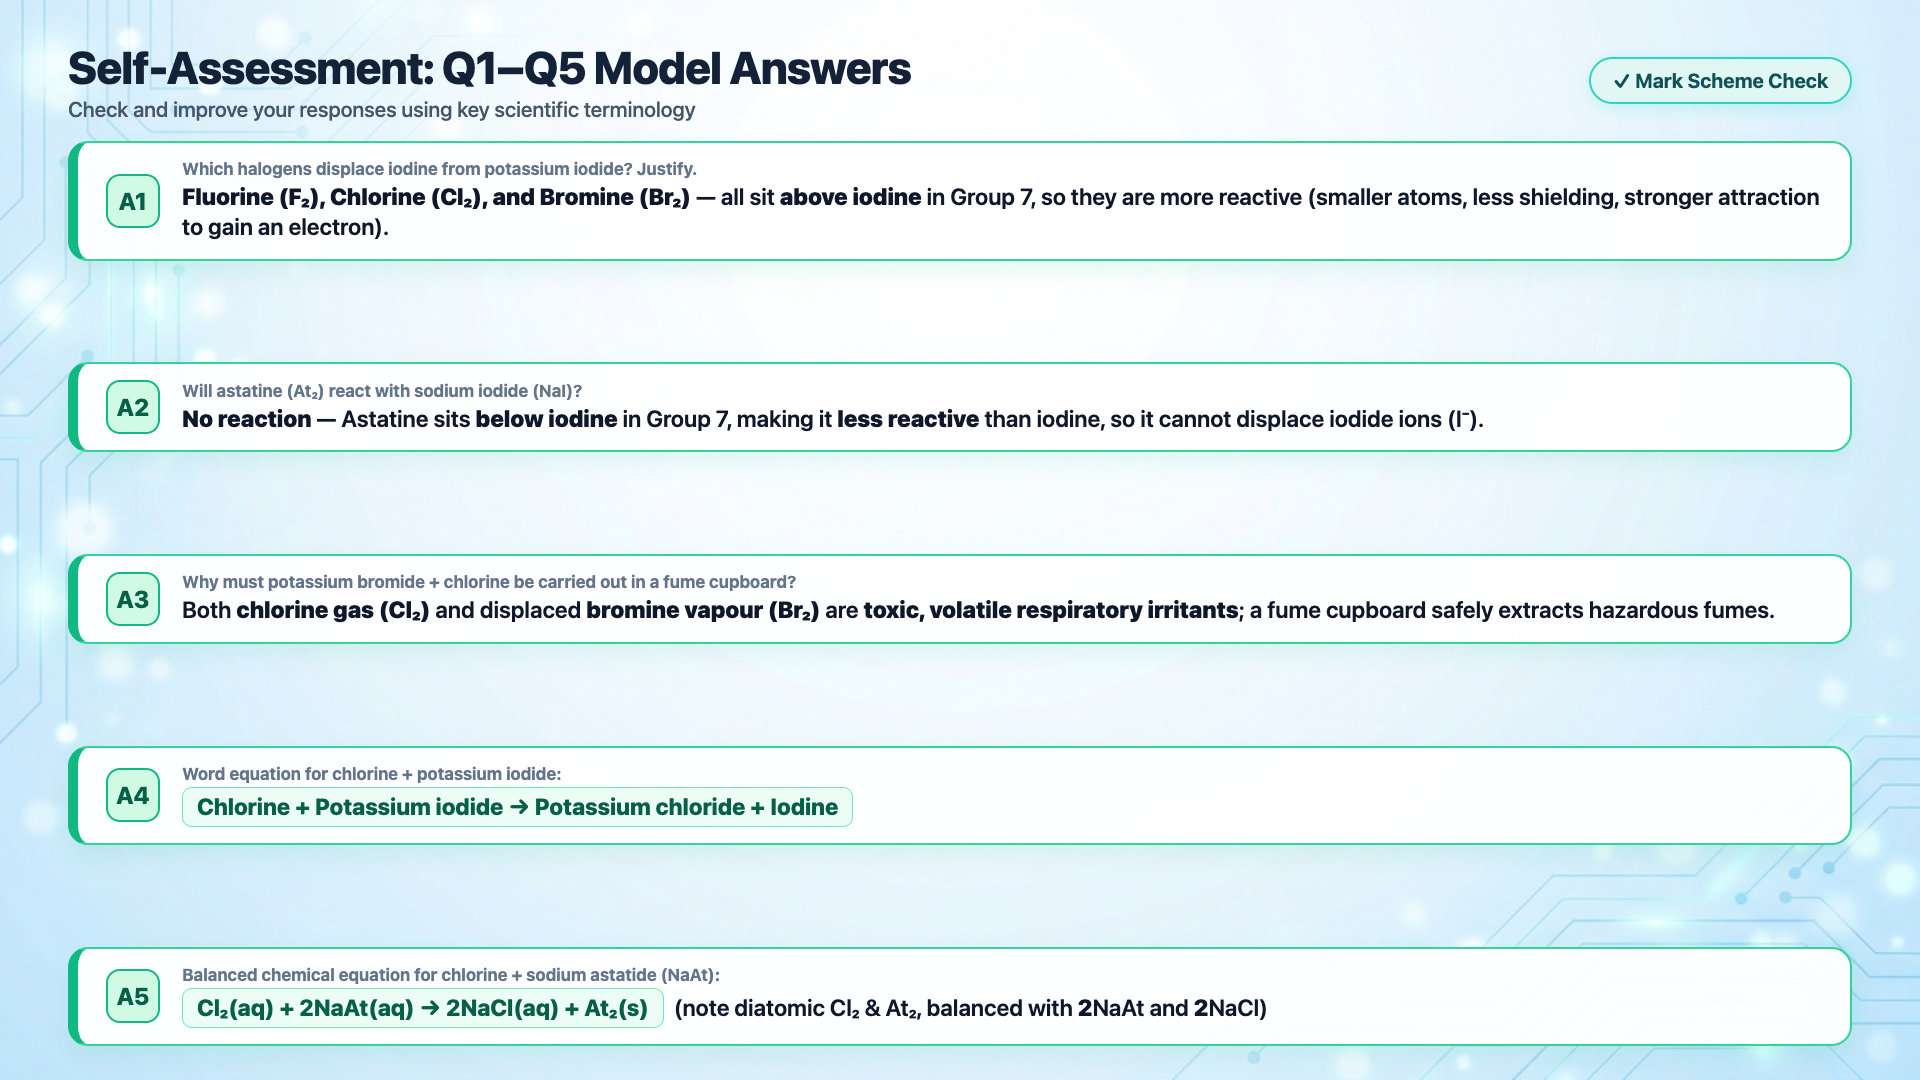 Self-Assessment: Q1–Q5 Model Answers
Check and improve your responses using key scientific terminology
✓ Mark Scheme Check
A1
Which halogens displace iodine from potassium iodide? Justify.
Fluorine (F₂), Chlorine (Cl₂), and Bromine (Br₂) — all sit above iodine in Group 7, so they are more reactive (smaller atoms, less shielding, stronger attraction
to gain an electron).
A2
Will astatine (At₂) react with sodium iodide (NaI)?
No reaction — Astatine sits below iodine in Group 7, making it less reactive than iodine, so it cannot displace iodide ions (I⁻).
A3
Why must potassium bromide + chlorine be carried out in a fume cupboard?
Both chlorine gas (Cl₂) and displaced bromine vapour (Br₂) are toxic, volatile respiratory irritants; a fume cupboard safely extracts hazardous fumes.
A4
Word equation for chlorine + potassium iodide:
Chlorine + Potassium iodide → Potassium chloride + Iodine
A5
Balanced chemical equation for chlorine + sodium astatide (NaAt):
Cl₂(aq) + 2NaAt(aq) → 2NaCl(aq) + At₂(s) (note diatomic Cl₂ & At₂, balanced with 2NaAt and 2NaCl)